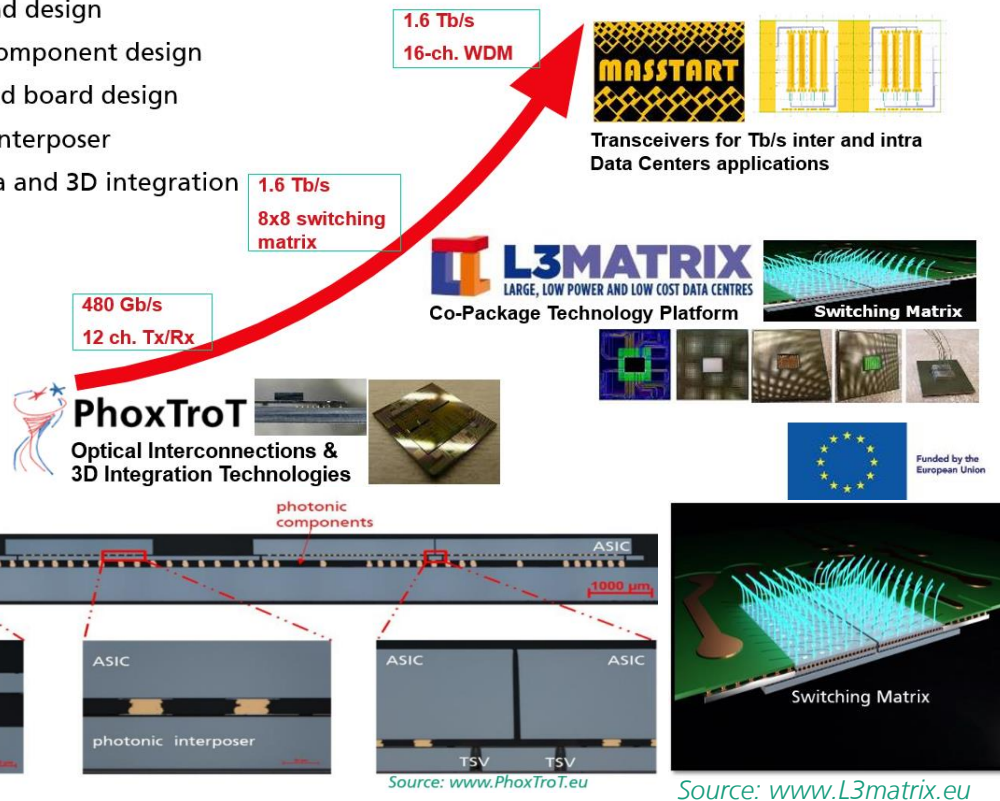 d design
omponent design
d board design
nterposer
a and 3D integration
1.6 Tb/s
16-ch. WDM
MASSTART
Transceivers for Tb/s inter and intra
Data Centers applications
1.6 Tb/s
8x8 switching
matrix
L3MATRIX
LARGE, LOW POWER AND LOW COST DATA CENTRES
Co-Package Technology Platform
Switching Matrix
480 Gb/s
12 ch. Tx/Rx
PhoxTroT
Optical Interconnections &
3D Integration Technologies
Funded by the
European Union
photonic
components
ASIC
1000 µm
ASIC
photonic interposer
ASIC
ASIC
TSV
TSV
Switching Matrix
Source: www.PhoxTroT.eu
Source: www.L3matrix.eu